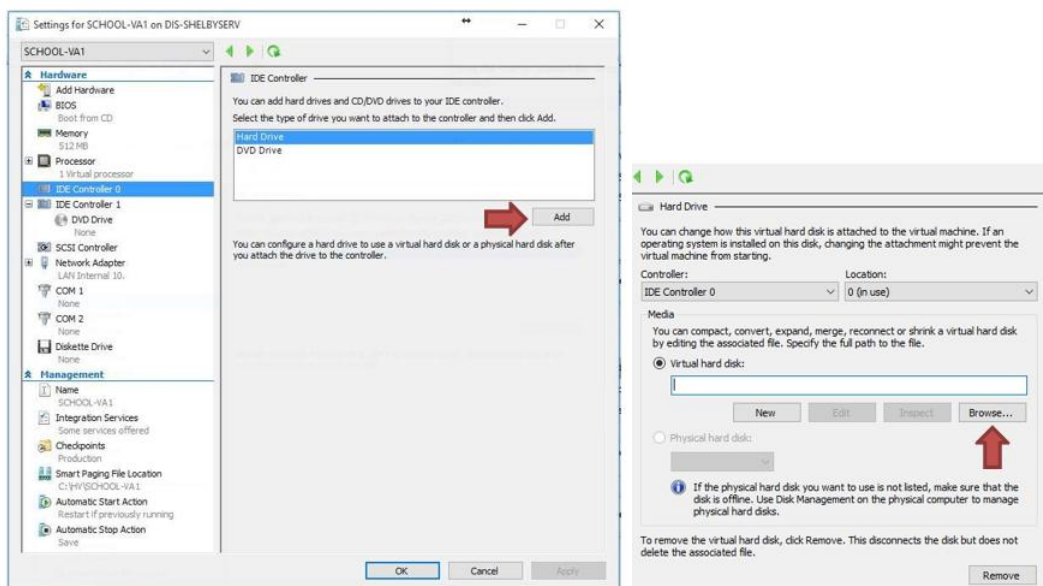 Settings for SCHOOL-VA1 on DIS-SHELBYSERV
SCHOOL-VA1
Hardware
Add Hardware
BIOS
Boot from CD
Memory
512 MB
Processor
1 Virtual processor
IDE Controller 0
IDE Controller 1
DVD Drive
None
SCSI Controller
Network Adapter
LAN Internal 10.
COM 1
None
COM 2
None
Diskette Drive
None
Management
Name
SCHOOL-VA1
Integration Services
Some services offered
Checkpoints
Production
Smart Paging File Location
C:\HV\SCHOOL-VA1
Automatic Start Action
Restart if previously running
Automatic Stop Action
Save
IDE Controller
You can add hard drives and CD/DVD drives to your IDE controller.
Select the type of drive you want to attach to the controller and then click Add.
Hard Drive
DVD Drive
Add
You can configure a hard drive to use a virtual hard disk or a physical hard disk after
you attach the drive to the controller.
OK
Cancel
Apply
Hard Drive
You can change how this virtual hard disk is attached to the virtual machine. If an
operating system is installed on this disk, changing the attachment might prevent the
virtual machine from starting.
Controller:
Location:
IDE Controller 0
0 (in use)
Media
You can compact, convert, expand, merge, reconnect or shrink a virtual hard disk
by editing the associated file. Specify the full path to the file.
Virtual hard disk:
New
Edit
Inspect
Browse...
Physical hard disk:
If the physical hard disk you want to use is not listed, make sure that the
disk is offline. Use Disk Management on the physical computer to manage
physical hard disks.
To remove the virtual hard disk, click Remove. This disconnects the disk but does not
delete the associated file.
Remove